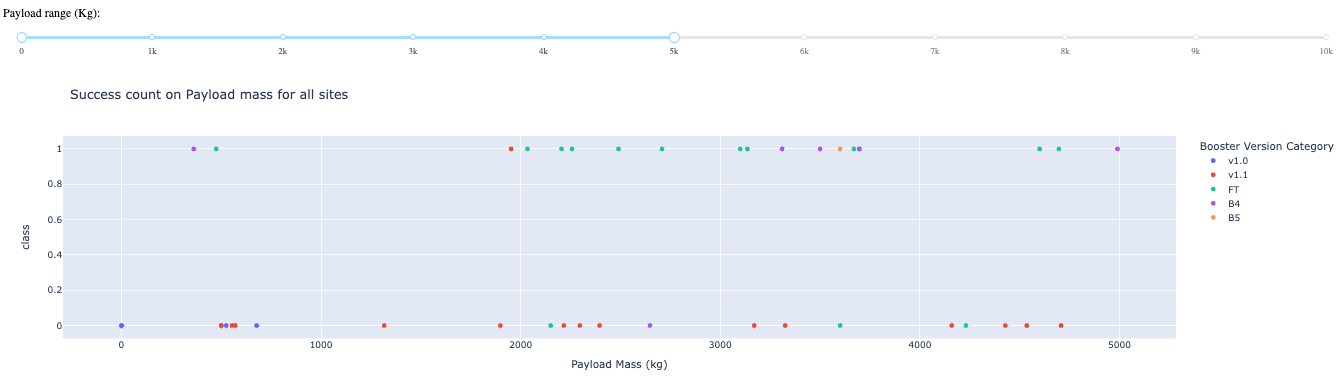 Payload range (Kg):
0 1k 2k 3k 4k 5k 6k 7k 8k 9k 10k
Success count on Payload mass for all sites
1
0.8
0.6
0.4
0.2
0
class
0 1000 2000 3000 4000 5000
Payload Mass (kg)
Booster Version Category
v1.0
v1.1
FT
B4
B5